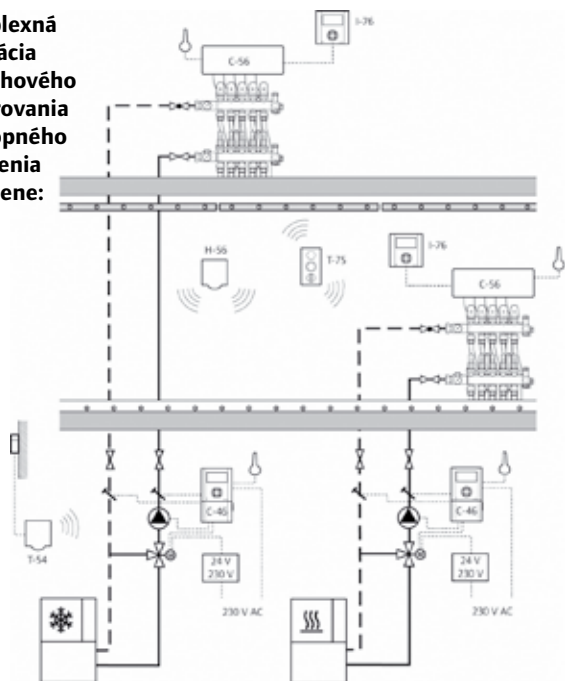 plexná
ácia
hového
rovania
opného
enia
ene:
I-76
C-56
H-56
T-75
I-76
C-56
C-46
C-46
T-54
24 V
230 V
24 V
230 V
230 V AC
230 V AC